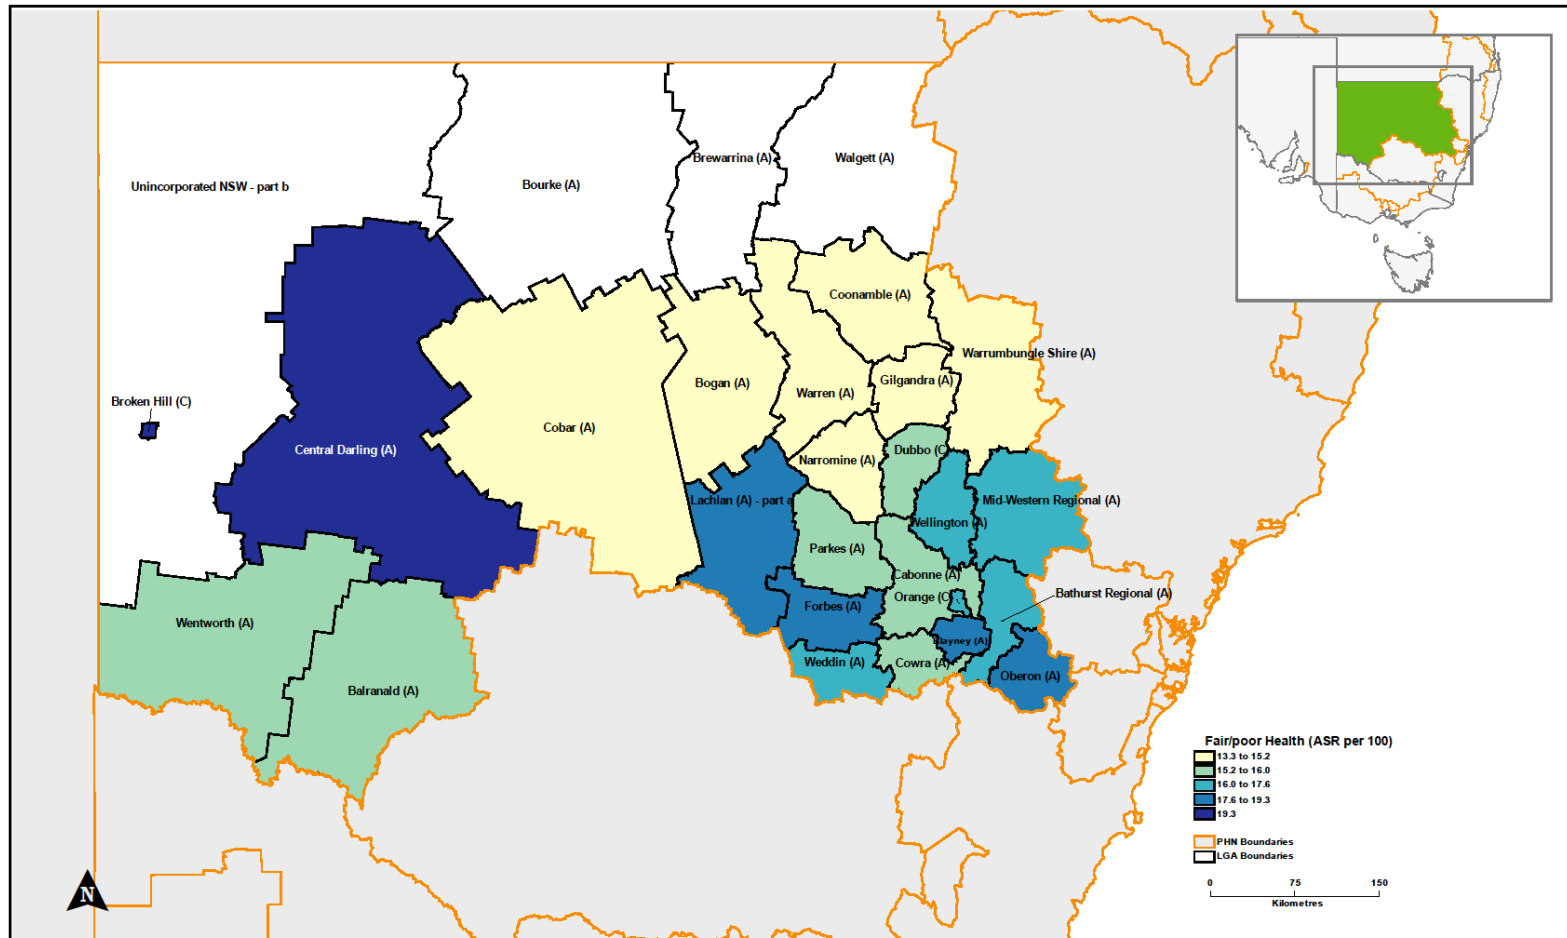 Brewarrina (A)
Walgett (A)
Bourke (A)
Unincorporated NSW - part b
Coonamble (A)
Warrumbungle Shire (A)
Gilgandra (A)
Bogan (A)
Warren (A)
Broken Hill (C)
Cobar (A)
Central Darling (A)
Dubbo (C
Narromine (A)
Lachlan (A) - part a
Mid-Western Regional (A)
Wellington (A)
Parkes (A)
Cabonne (A)
Bathurst Regional (A)
Orange (C)
Forbes (A)
Wentworth (A)
Blayney (A)
Weddin (A)
Cowra (A)
Oberon (A)
Balranald (A)
Fair/poor Health (ASR per 100)
13.3 to 15.2
15.2 to 16.0
16.0 to 17.6
17.6 to 19.3
19.3
PHN Boundaries
LGA Boundaries
0 75 150
Kilometres
N